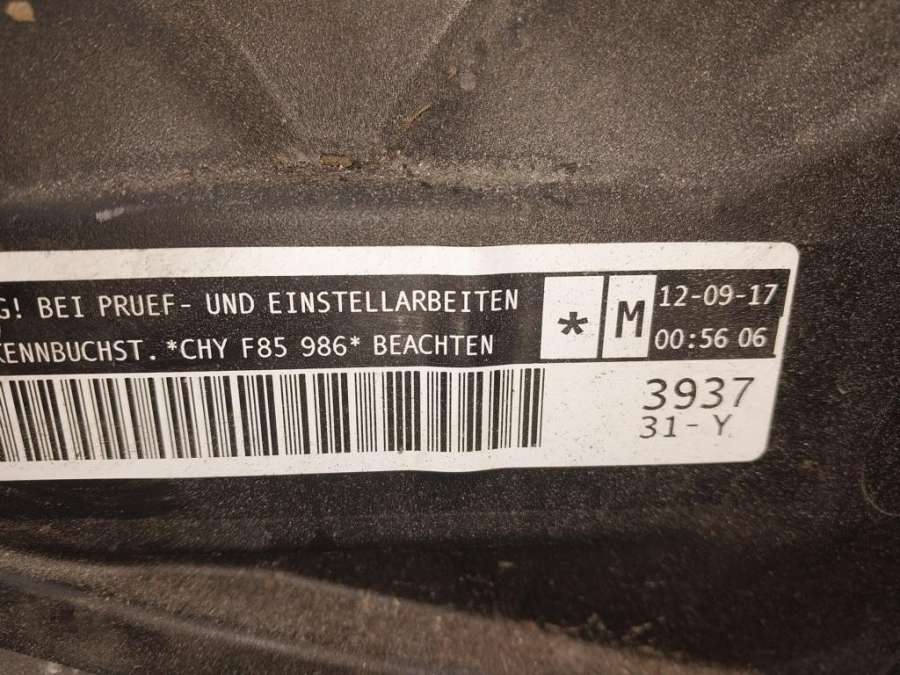 G! BEI PRUEF- UND EINSTELLARBEITEN
KENNBUCHST. *CHY F85 986* BEACHTEN
* M
12-09-17
00:56 06
3937
31- Y